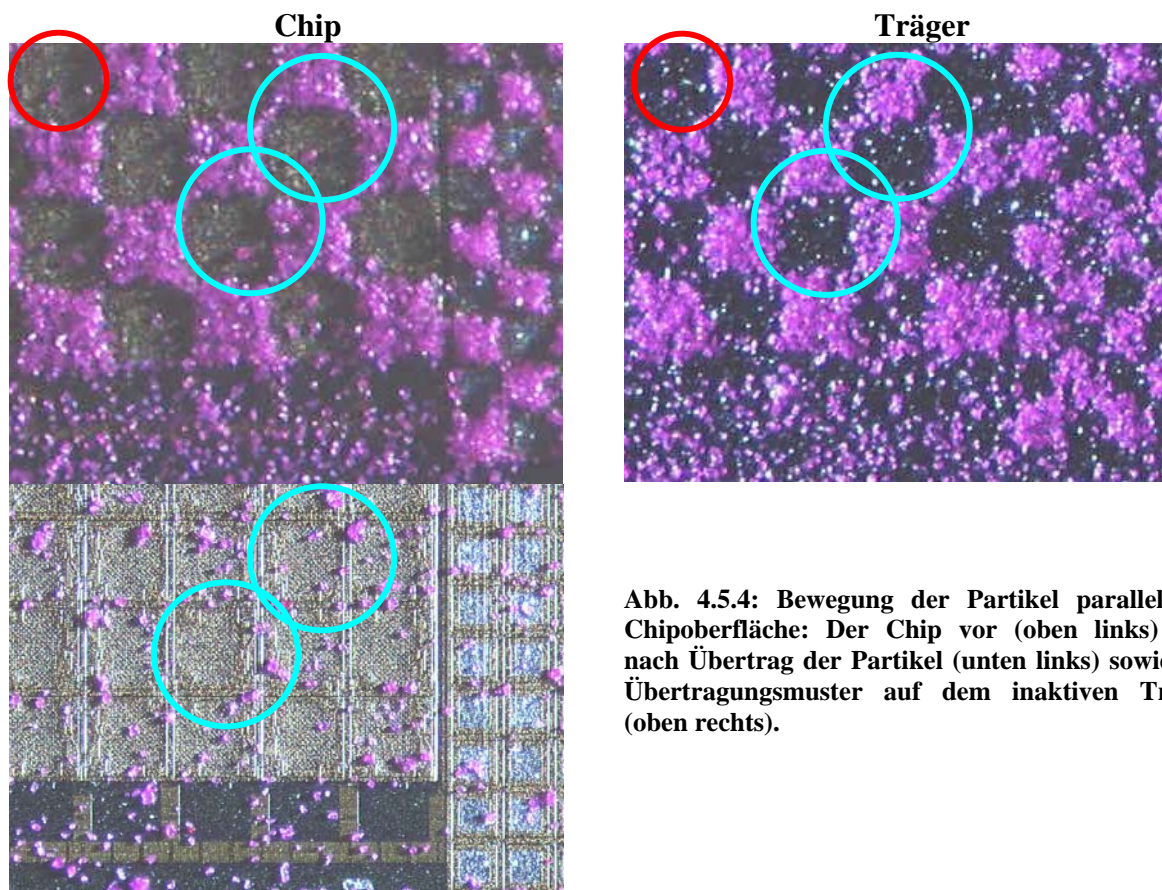 Chip
Träger
Abb. 4.5.4: Bewegung der Partikel parallel
Chipoberfläche: Der Chip vor (oben links)
nach Übertrag der Partikel (unten links) sowie
Übertragungsmuster auf dem inaktiven Tr
(oben rechts).